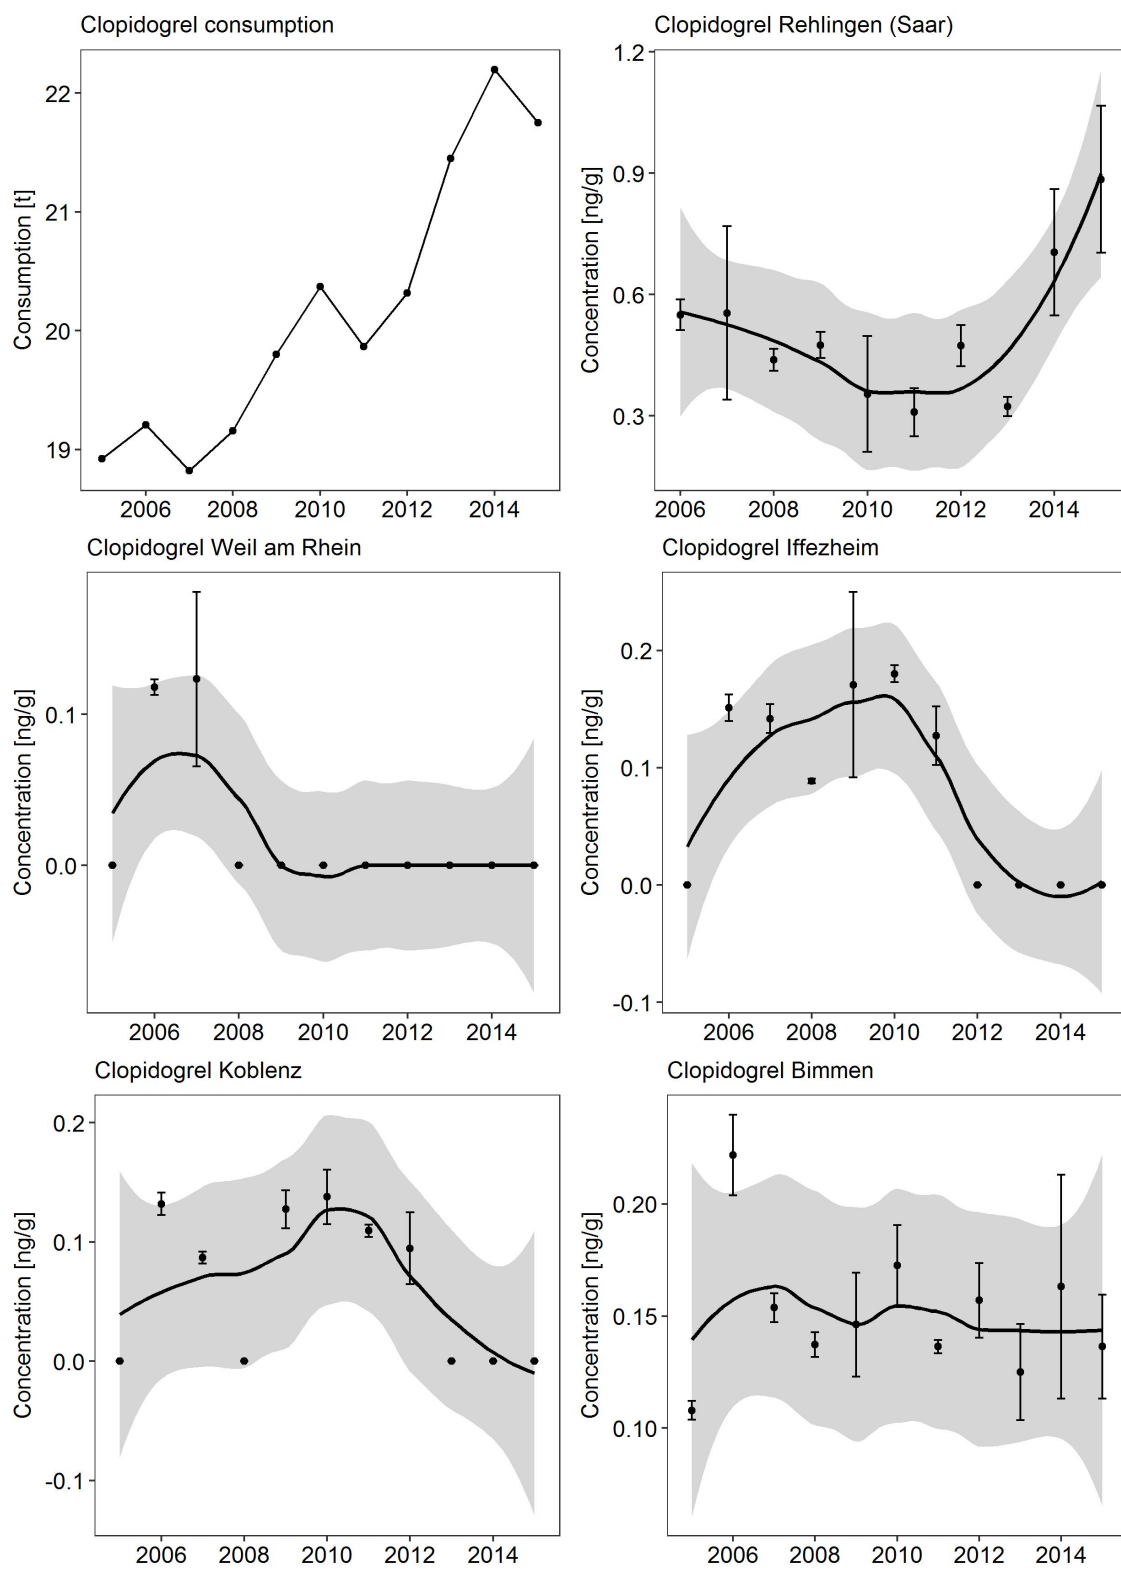 Clopidogrel consumption
Consumption [t]
22
21
20
19
2006 2008 2010 2012 2014
Clopidogrel Rehlingen (Saar)
Concentration [ng/g]
1.2
0.9
0.6
0.3
2006 2008 2010 2012 2014
Clopidogrel Weil am Rhein
Concentration [ng/g]
0.1
0.0
2006 2008 2010 2012 2014
Clopidogrel Iffezheim
Concentration [ng/g]
0.2
0.1
0.0
-0.1
2006 2008 2010 2012 2014
Clopidogrel Koblenz
Concentration [ng/g]
0.2
0.1
0.0
-0.1
2006 2008 2010 2012 2014
Clopidogrel Bimmen
Concentration [ng/g]
0.20
0.15
0.10
2006 2008 2010 2012 2014